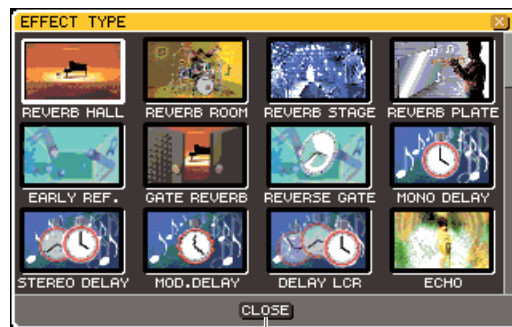 EFFECT TYPE
REVERB HALL REVERB ROOM REVERB STAGE REVERB PLATE
EARLY REF. GATE REVERB REVERSE GATE MONO DELAY
STEREO DELAY MOD.DELAY DELAY LCR ECHO
CLOSE